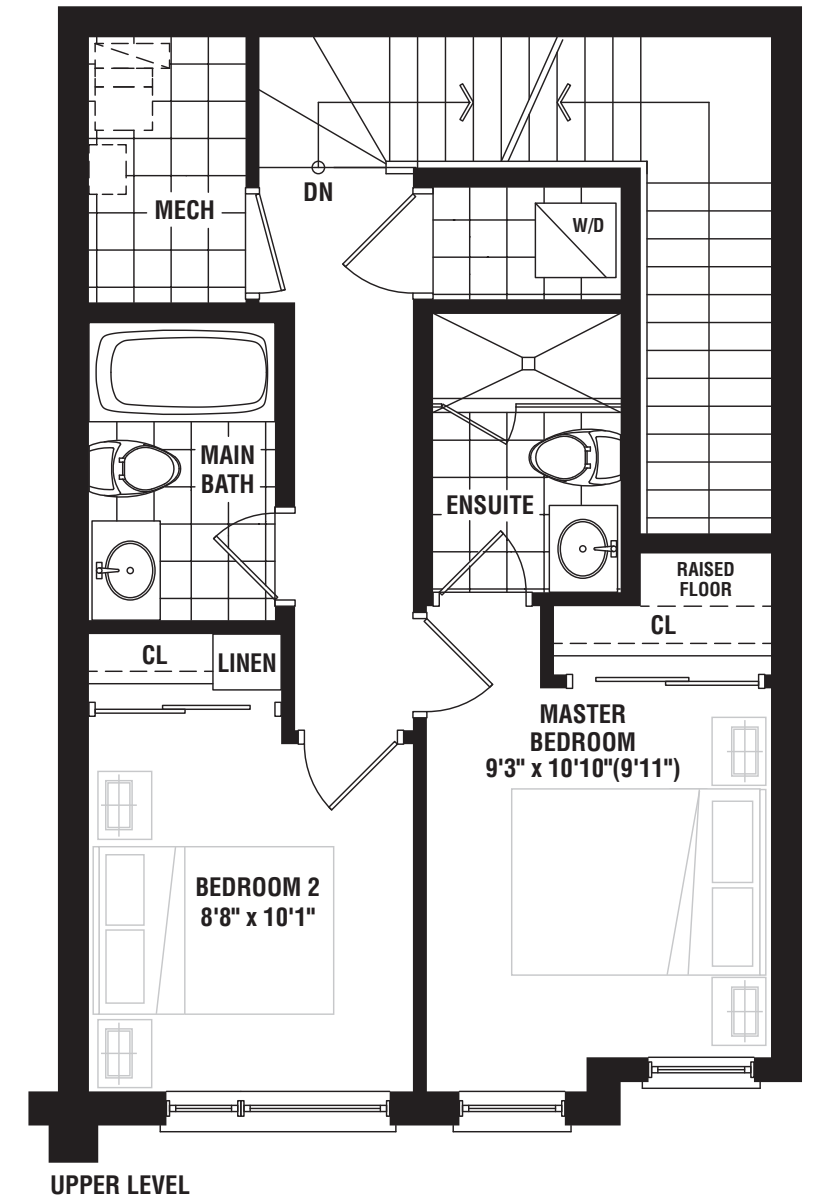 MECH
DN
W/D
MAIN
BATH
ENSUITE
RAISED
FLOOR
CL
CL
LINEN
MASTER
BEDROOM
9'3" x 10'10"(9'11")
BEDROOM 2
8'8" x 10'1"
UPPER LEVEL